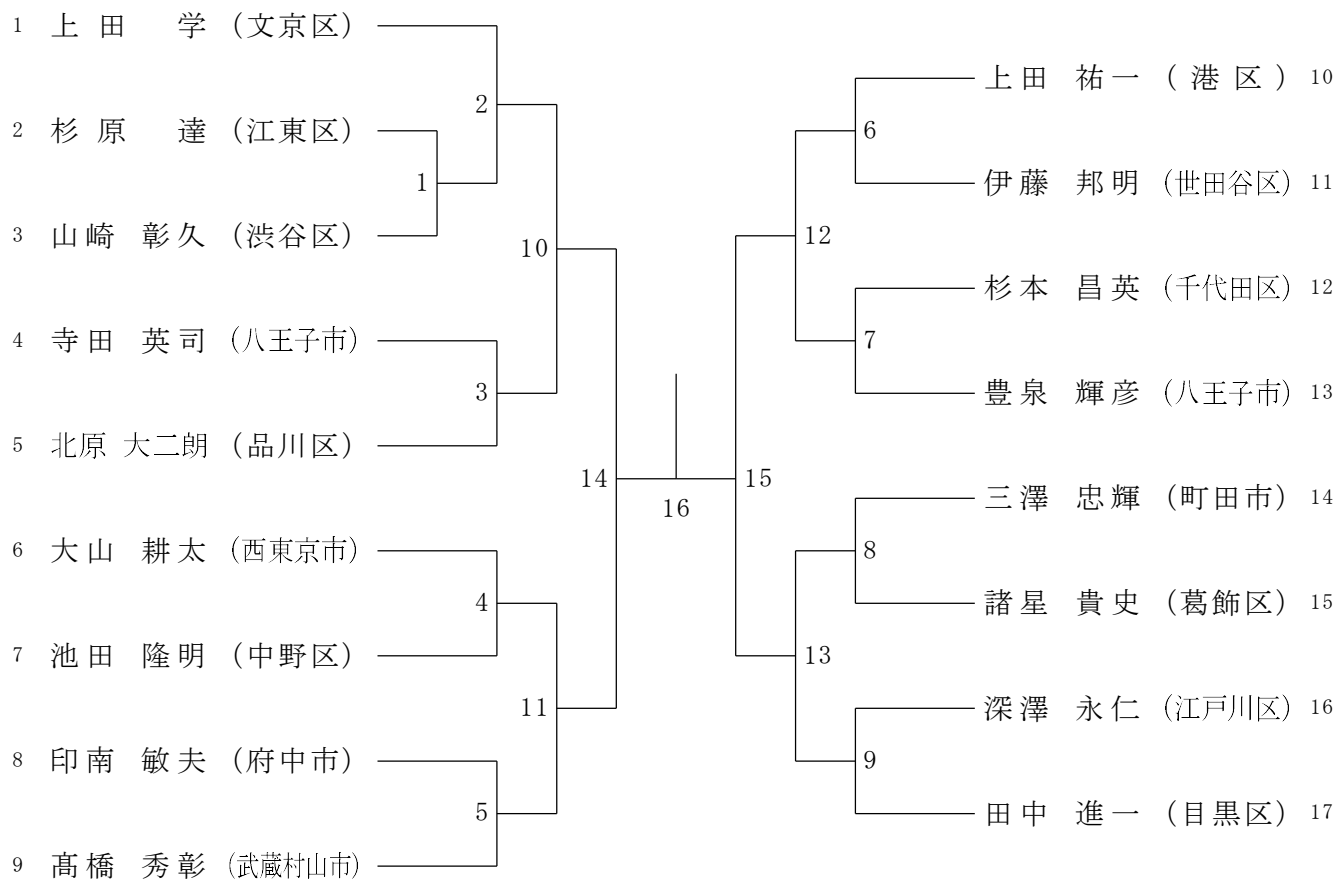 1 上田 学 (文京区)
2 杉原 達 (江東区)
3 山崎 彰久 (渋谷区)
4 寺田 英司 (八王子市)
5 北原 大二朗 (品川区)
6 大山 耕太 (西東京市)
7 池田 隆明 (中野区)
8 印南 敏夫 (府中市)
9 髙橋 秀彰 (武蔵村山市)
2
1
10
3
14
4
11
5
16
6
12
7
15
8
13
9
上田 祐一 (港区) 10
伊藤 邦明 (世田谷区) 11
杉本 昌英 (千代田区) 12
豊泉 輝彦 (八王子市) 13
三澤 忠輝 (町田市) 14
諸星 貴史 (葛飾区) 15
深澤 永仁 (江戸川区) 16
田中 進一 (目黒区) 17